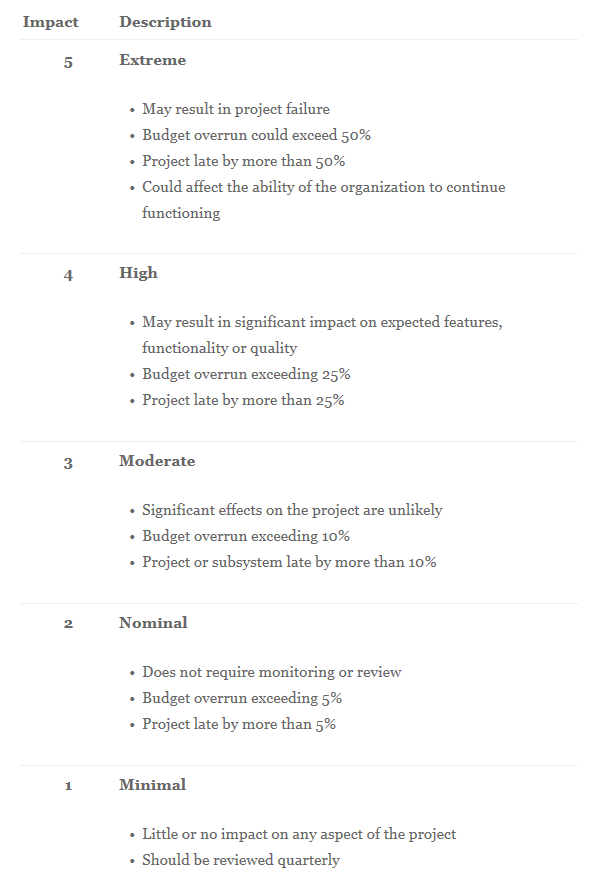 Impact Description
5 Extreme
• May result in project failure
• Budget overrun could exceed 50%
• Project late by more than 50%
• Could affect the ability of the organization to continue
functioning
4 High
• May result in significant impact on expected features,
functionality or quality
• Budget overrun exceeding 25%
• Project late by more than 25%
3 Moderate
• Significant effects on the project are unlikely
• Budget overrun exceeding 10%
• Project or subsystem late by more than 10%
2 Nominal
• Does not require monitoring or review
• Budget overrun exceeding 5%
• Project late by more than 5%
1 Minimal
• Little or no impact on any aspect of the project
• Should be reviewed quarterly